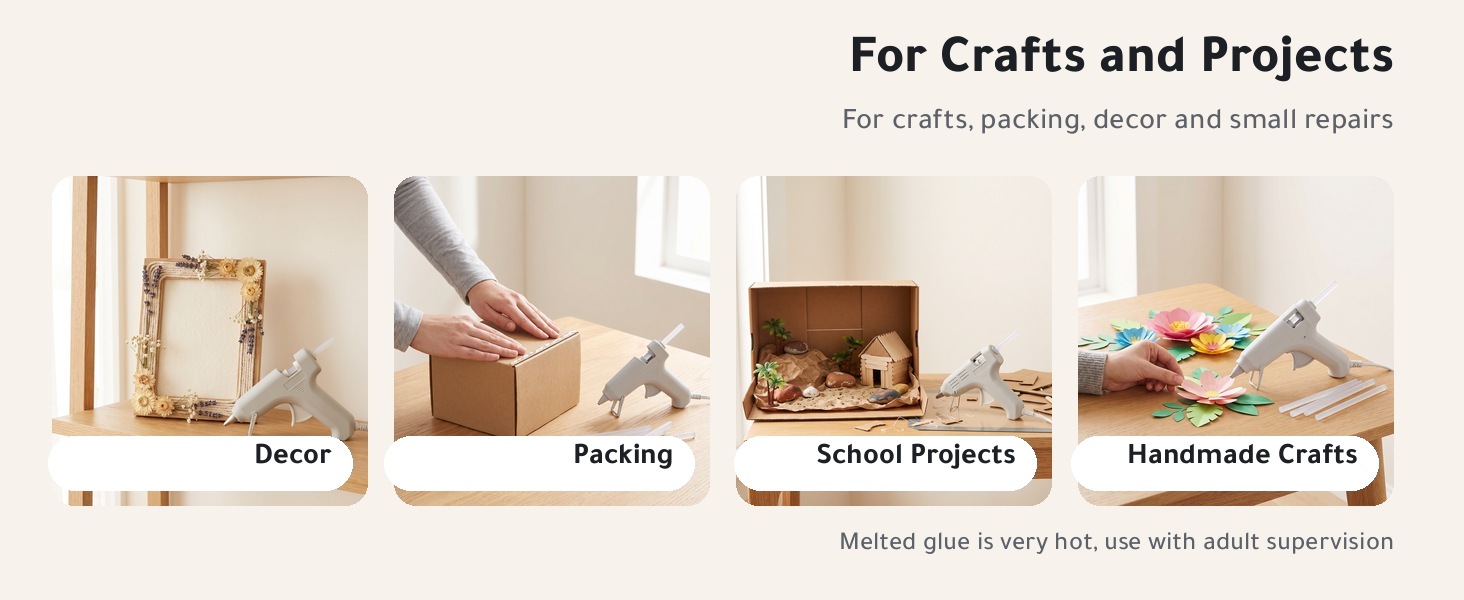 For Crafts and Projects
For crafts, packing, decor and small repairs
Decor
Packing
School Projects
Handmade Crafts
Melted glue is very hot, use with adult supervision